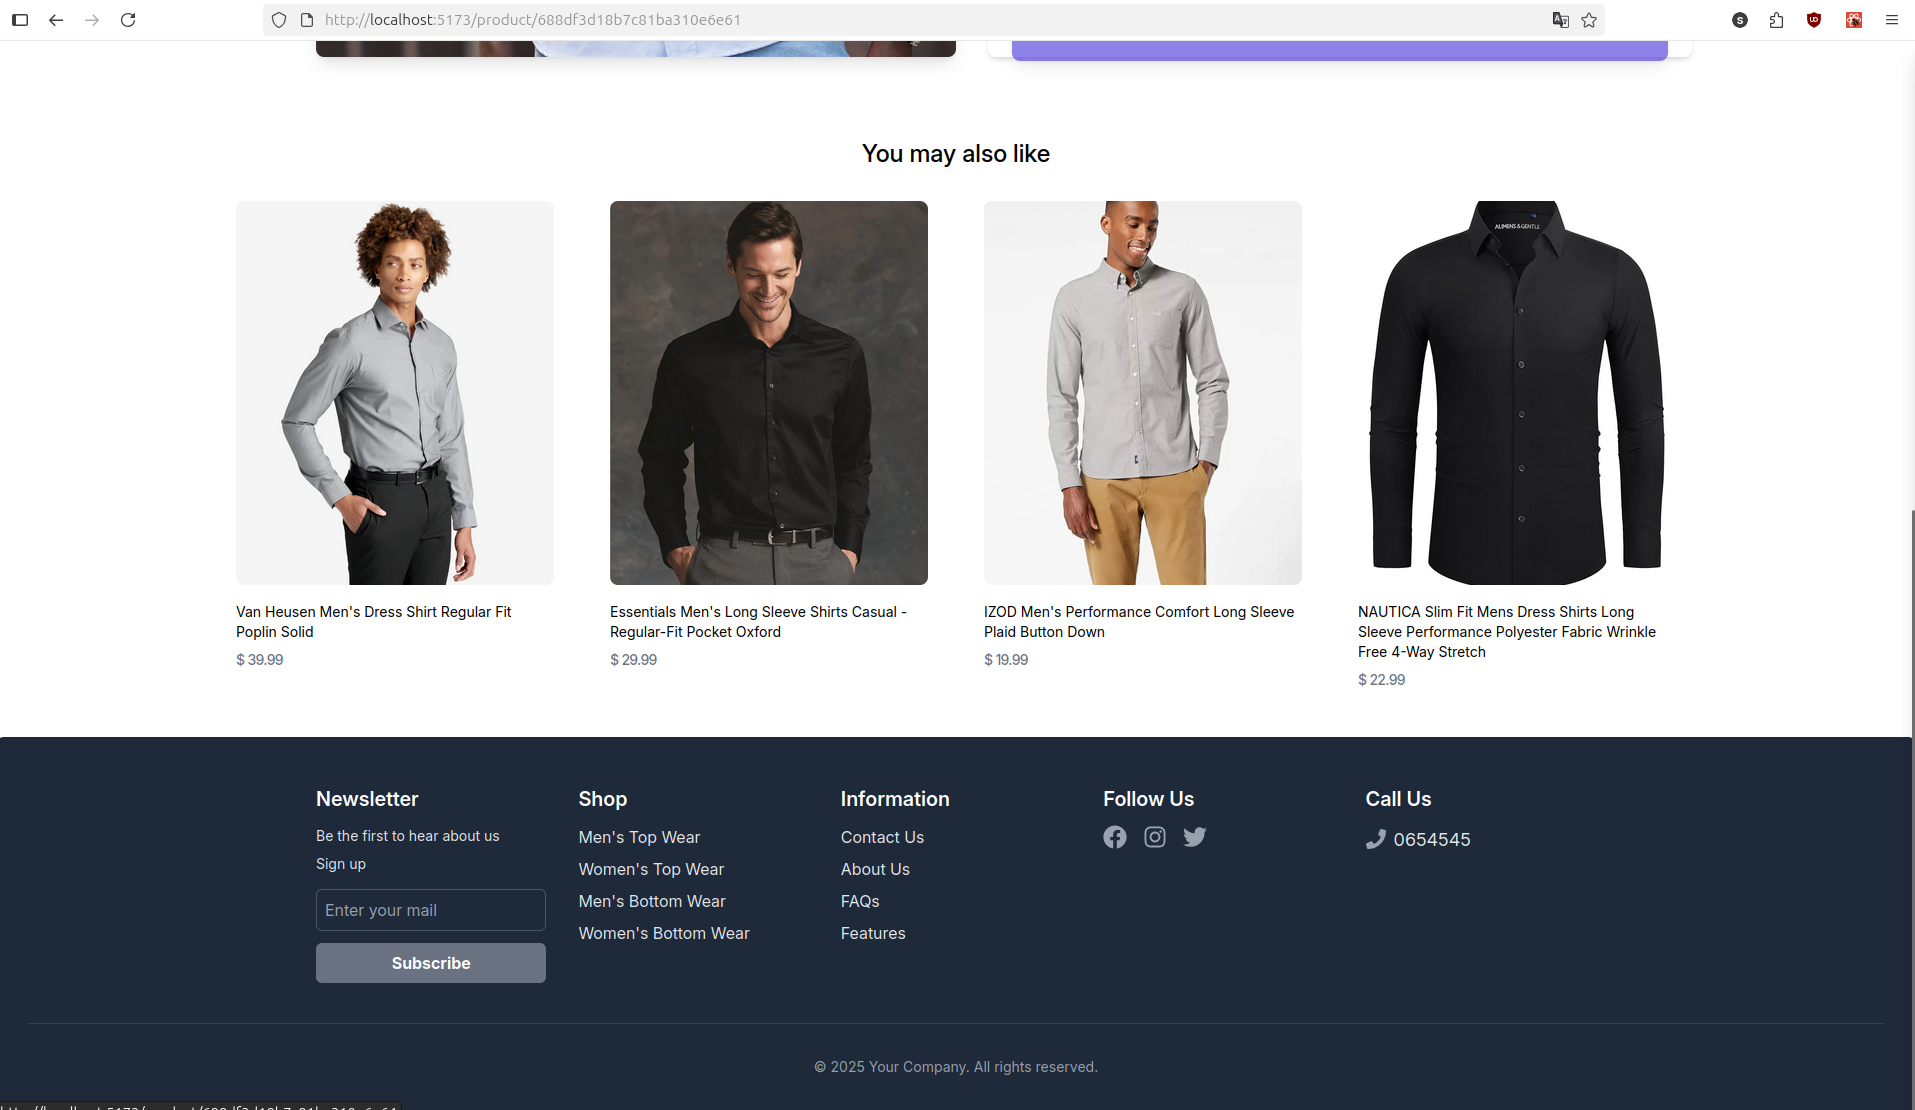 http://localhost:5173/product/688df3d18b7c81ba310e6e61
You may also like
ALIMENS & GENTLE
Van Heusen Men's Dress Shirt Regular Fit
Poplin Solid
$ 39.99
Essentials Men's Long Sleeve Shirts Casual -
Regular-Fit Pocket Oxford
$ 29.99
IZOD Men's Performance Comfort Long Sleeve
Plaid Button Down
$ 19.99
NAUTICA Slim Fit Mens Dress Shirts Long
Sleeve Performance Polyester Fabric Wrinkle
Free 4-Way Stretch
$ 22.99
Newsletter
Be the first to hear about us
Sign up
Enter your mail
Subscribe
Shop
Men's Top Wear
Women's Top Wear
Men's Bottom Wear
Women's Bottom Wear
Information
Contact Us
About Us
FAQs
Features
Follow Us
Call Us
0654545
© 2025 Your Company. All rights reserved.